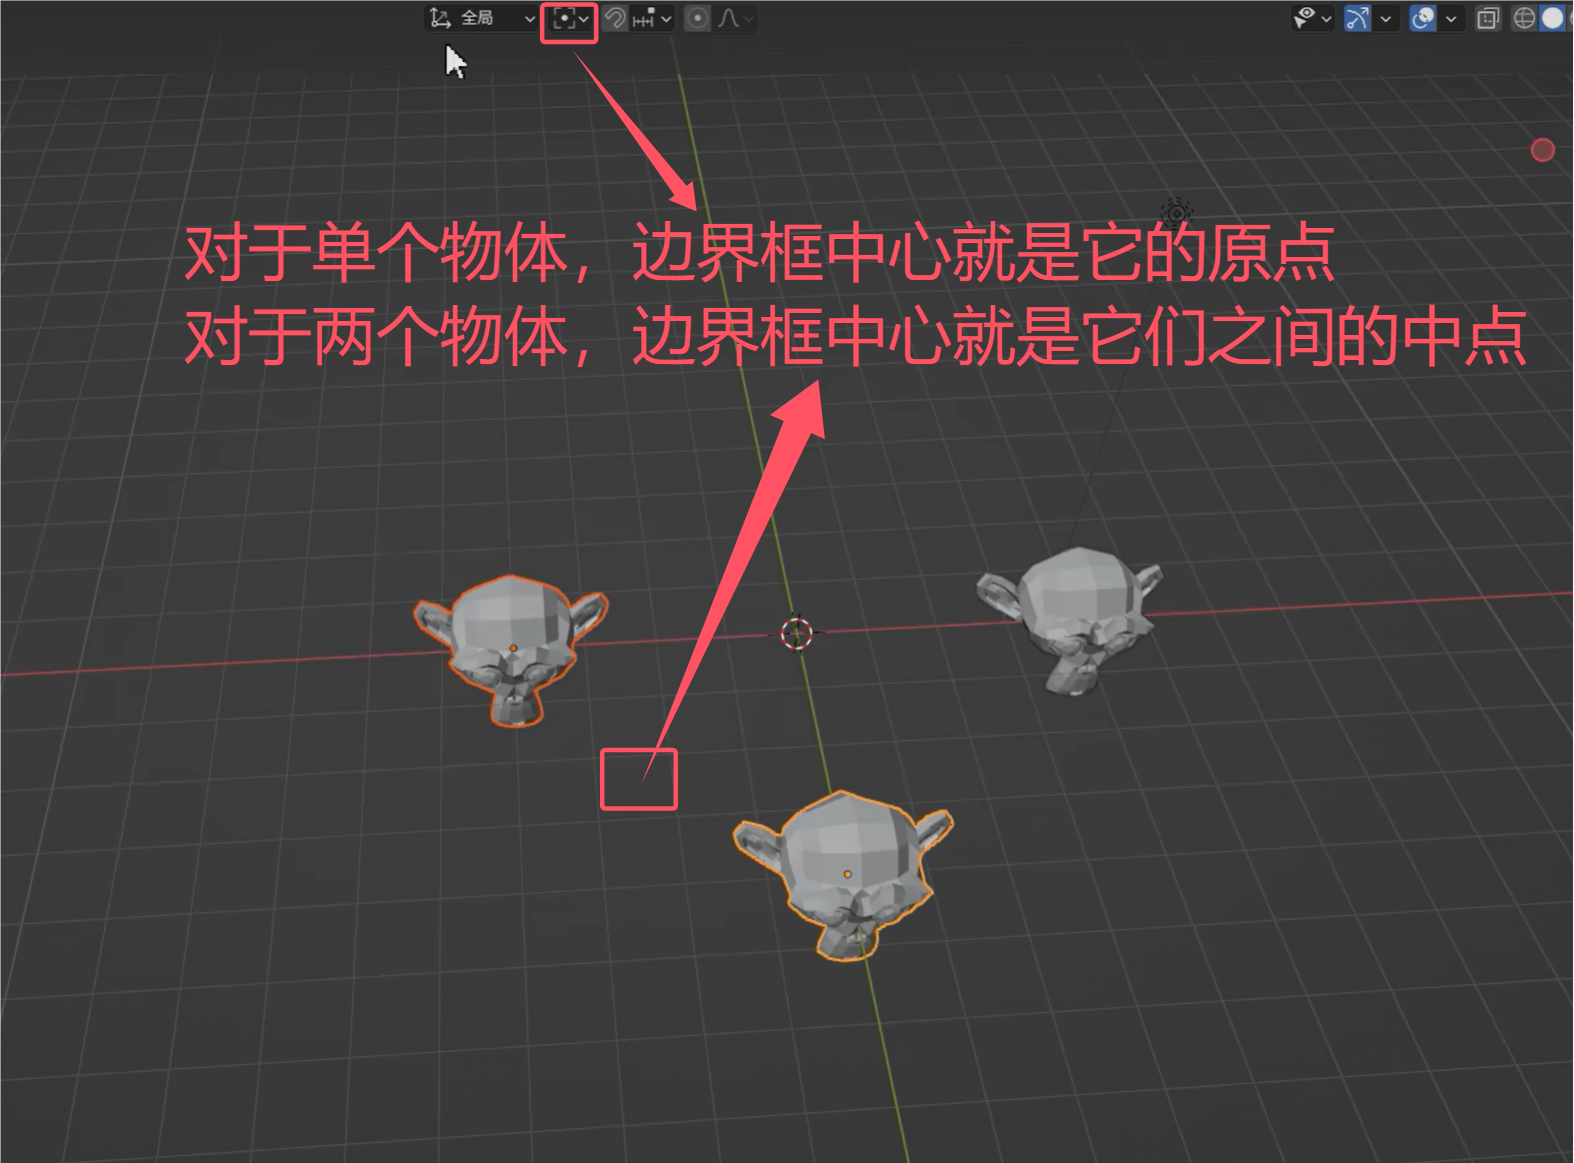 全局
对于单个物体，边界框中心就是它的原点
对于两个物体，边界框中心就是它们之间的中点